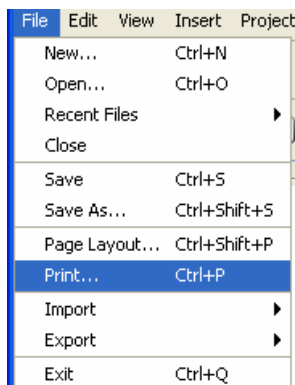 File Edit View Insert Project
New... Ctrl+N
Open... Ctrl+O
Recent Files
Close
Save Ctrl+S
Save As... Ctrl+Shift+S
Page Layout... Ctrl+Shift+P
Print... Ctrl+P
Import
Export
Exit Ctrl+Q